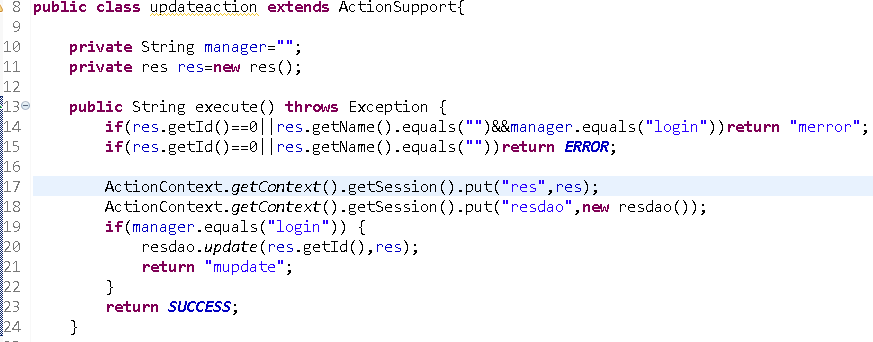 8 public class updateaction extends ActionSupport{
9
10 private String manager="";
11 private res res=new res();
12
13 public String execute() throws Exception {
14 if(res.getId()==0||res.getName().equals("")&&manager.equals("login"))return "merror";
15 if(res.getId()==0||res.getName().equals(""))return ERROR;
16
17 ActionContext.getContext().getSession().put("res",res);
18 ActionContext.getContext().getSession().put("resdao",new resdao());
19 if(manager.equals("login")) {
20 resdao.update(res.getId(),res);
21 return "mupdate";
22 }
23 return SUCCESS;
24 }